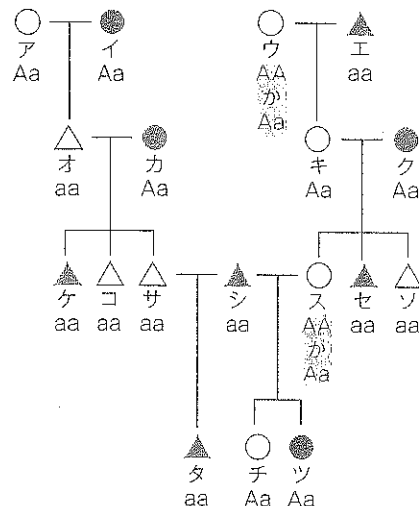 ア イ ウ エ
Aa Aa AA aa
か
Aa
オ カ キ ク
aa Aa Aa Aa
ケ コ サ シ ス セ ソ
aa aa aa aa AA aa aa
か
Aa
タ チ ツ
aa Aa Aa